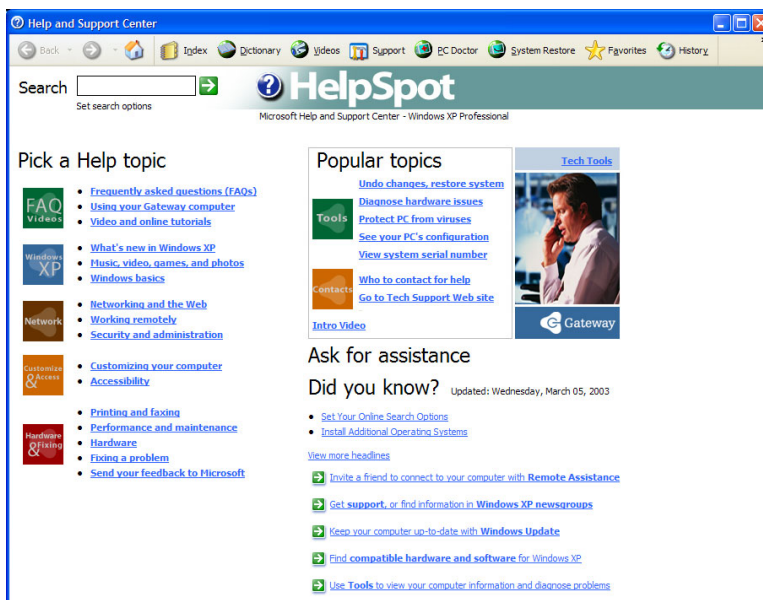 Help and Support Center
Back Index Dictionary Videos Support PC Doctor System Restore Favorites History
Search
Set search options
HelpSpot
Microsoft Help and Support Center - Windows XP Professional
Pick a Help topic
FAQ
Videos
Frequently asked questions (FAQs)
Using your Gateway computer
Video and online tutorials
Windows
XP
What's new in Windows XP
Music, video, games, and photos
Windows basics
Network
Networking and the Web
Working remotely
Security and administration
Customize
&Access
Customizing your computer
Accessibility
Hardware
&Fixing
Printing and faxing
Performance and maintenance
Hardware
Fixing a problem
Send your feedback to Microsoft
Popular topics
Tools
Undo changes, restore system
Diagnose hardware issues
Protect PC from viruses
See your PC's configuration
View system serial number
Contacts
Who to contact for help
Go to Tech Support Web site
Intro Video
Tech Tools
Gateway
Ask for assistance
Did you know? Updated: Wednesday, March 05, 2003
Set Your Online Search Options
Install Additional Operating Systems
View more headlines
Invite a friend to connect to your computer with Remote Assistance
Get support, or find information in Windows XP newsgroups
Keep your computer up-to-date with Windows Update
Find compatible hardware and software for Windows XP
Use Tools to view your computer information and diagnose problems